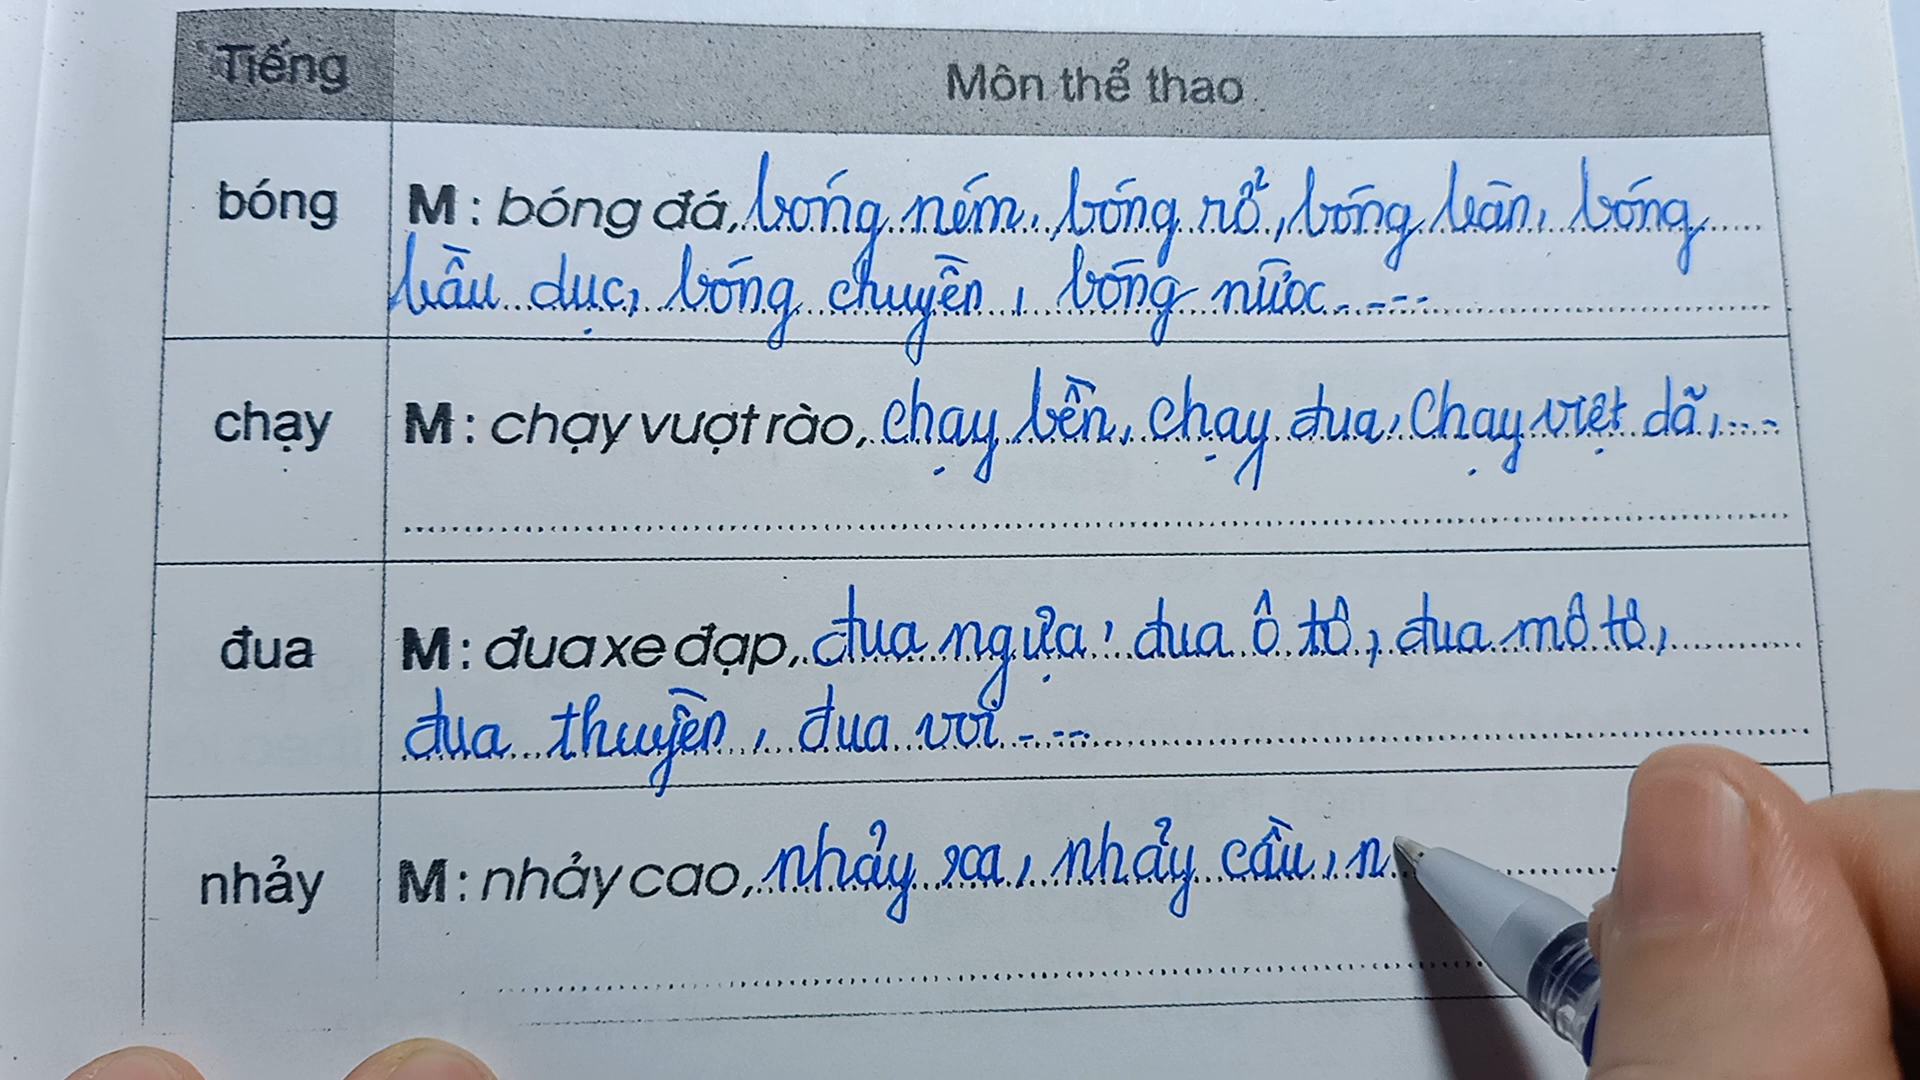 Tiếng Môn thể thao
bóng M: bóng đá, bóng ném, bóng rổ, bóng bàn, bóng
bầu dục, bóng chuyền, bóng nước...
chạy M: chạy vượt rào, chạy bền, chạy đua, chạy việt dã,...
đua M: đua xe đạp, đua ngựa, đua ô tô, đua mô tô,
đua thuyền, đua voi...
nhảy M: nhảy cao, nhảy xa, nhảy cầu, n